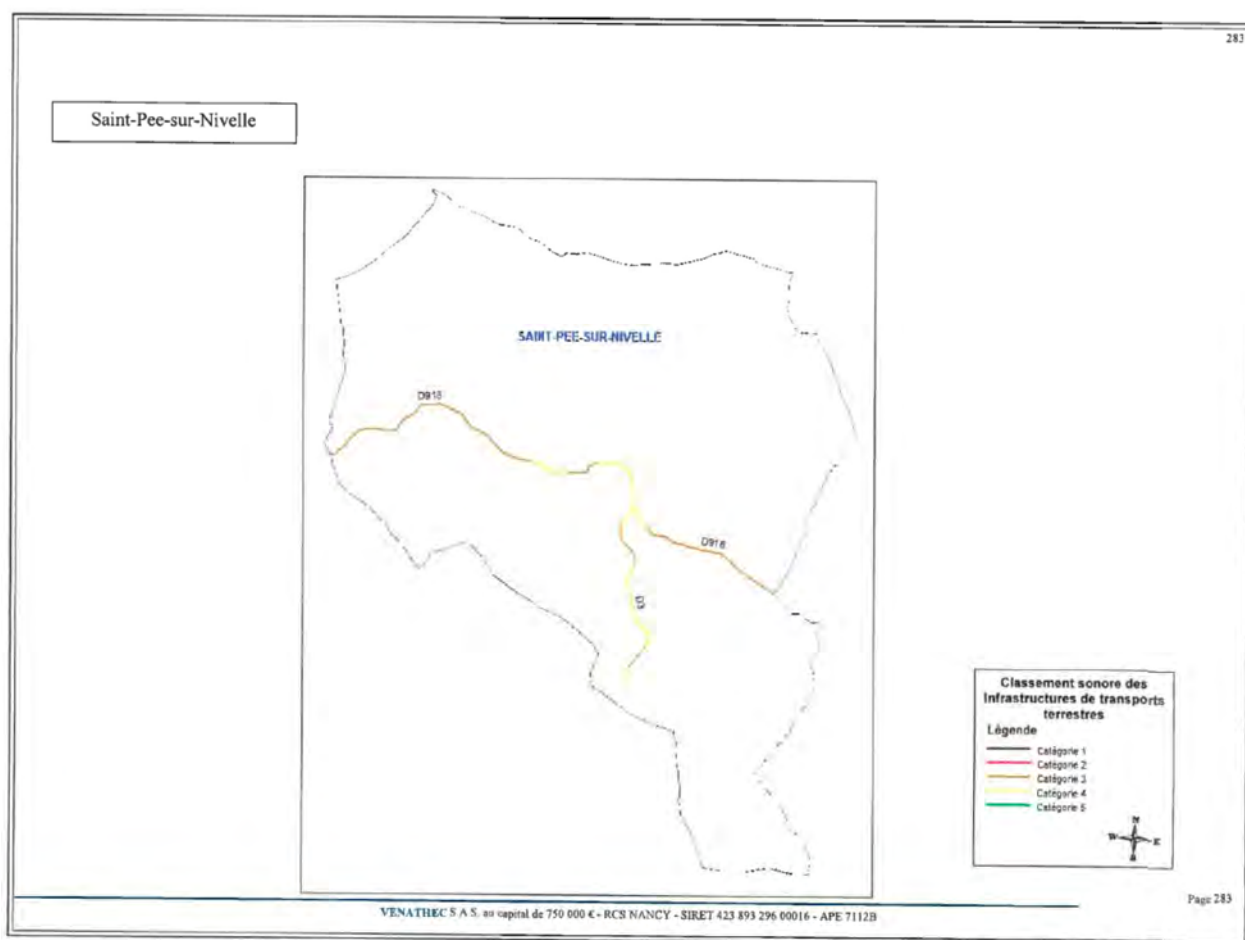 283
Saint-Pee-sur-Nivelle
SAINT-PEE-SUR-NIVELLE
D918
D918
D3
Classement sonore des
Infrastructures de transports
terrestres
Légende
Catégorie 1
Catégorie 2
Catégorie 3
Catégorie 4
Catégorie 5
N
W E
S
VENATHEC S A S. au capital de 750 000 € - RCS NANCY - SIRET 423 893 296 00016 - APE 7112B
Page 283